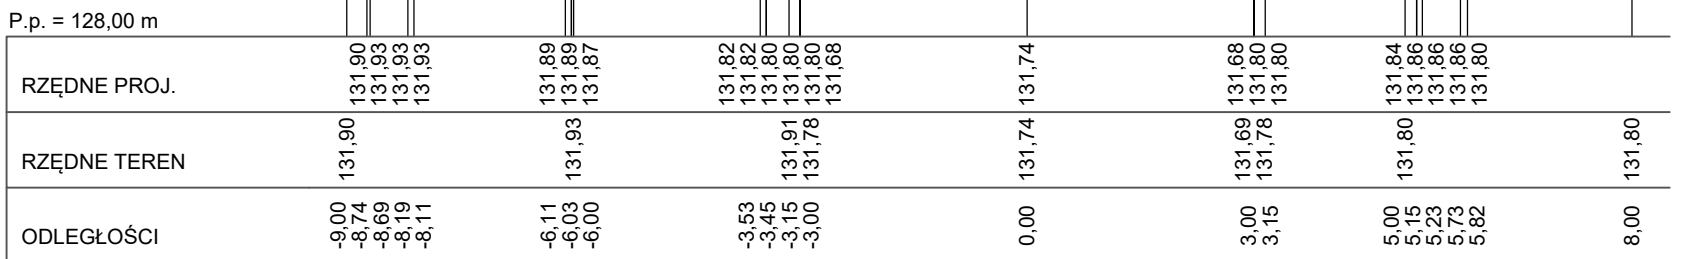 P.p. = 128,00 m
RZĘDNE PROJ. 131,90 131,93 131,93 131,93 131,89 131,89 131,87 131,82 131,82 131,80 131,80 131,80 131,68 131,74 131,68 131,80 131,80 131,84 131,86 131,86 131,86 131,80
RZĘDNE TEREN 131,90 131,93 131,91 131,78 131,74 131,69 131,78 131,80 131,80
ODLEGŁOŚCI -9,00 -8,74 -8,69 -8,19 -8,11 -6,11 -6,03 -6,00 -3,53 -3,45 -3,15 -3,00 0,00 3,00 3,15 5,00 5,15 5,23 5,73 5,82 8,00